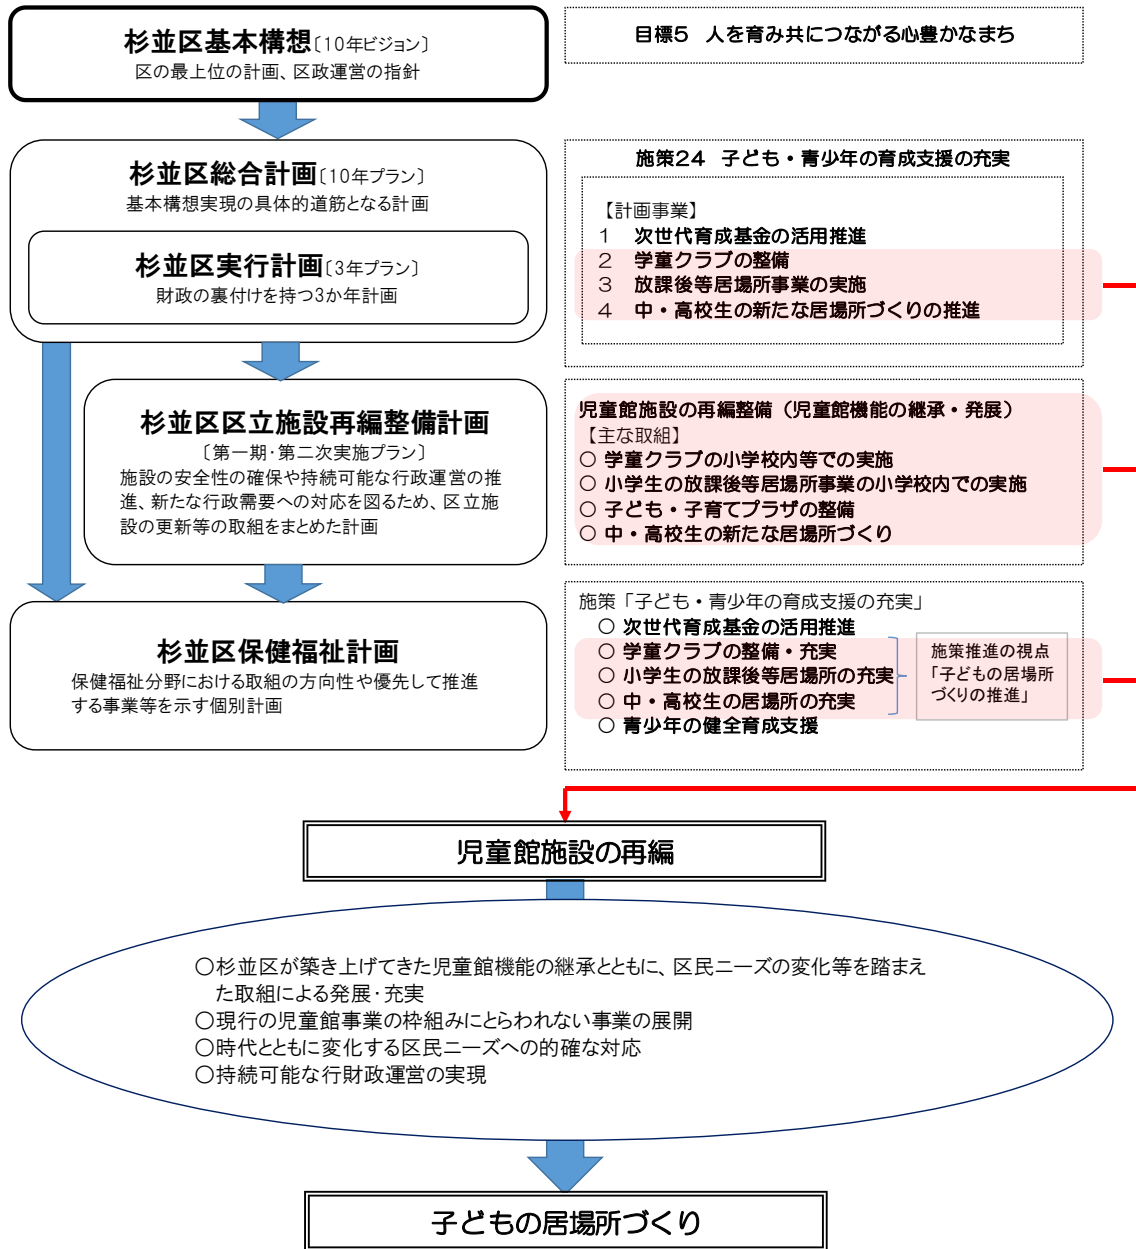 杉並区基本構想〔10年ビジョン〕
区の最上位の計画、区政運営の指針
目標5 人を育み共につながる心豊かなまち
杉並区総合計画〔10年プラン〕
基本構想実現の具体的道筋となる計画
杉並区実行計画〔3年プラン〕
財政の裏付けを持つ3か年計画
施策24 子ども・青少年の育成支援の充実
【計画事業】
1 次世代育成基金の活用推進
2 学童クラブの整備
3 放課後等居場所事業の実施
4 中・高校生の新たな居場所づくりの推進
杉並区区立施設再編整備計画
〔第一期・第二次実施プラン〕
施設の安全性の確保や持続可能な行政運営の推
進、新たな行政需要への対応を図るため、区立施
設の更新等の取組をまとめた計画
児童館施設の再編整備（児童館機能の継承・発展）
【主な取組】
○ 学童クラブの小学校内等での実施
○ 小学生の放課後等居場所事業の小学校内での実施
○ 子ども・子育てプラザの整備
○ 中・高校生の新たな居場所づくり
杉並区保健福祉計画
保健福祉分野における取組の方向性や優先して推進
する事業等を示す個別計画
施策「子ども・青少年の育成支援の充実」
○ 次世代育成基金の活用推進
○ 学童クラブの整備・充実
○ 小学生の放課後等居場所の充実
○ 中・高校生の居場所の充実
○ 青少年の健全育成支援
施策推進の視点
「子どもの居場所
づくりの推進」
児童館施設の再編
○杉並区が築き上げてきた児童館機能の継承とともに、区民ニーズの変化等を踏まえ
た取組による発展・充実
○現行の児童館事業の枠組みにとらわれない事業の展開
○時代とともに変化する区民ニーズへの的確な対応
○持続可能な行財政運営の実現
子どもの居場所づくり